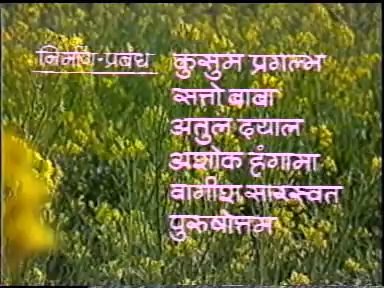 निर्माण-प्रबंध कुसुम प्रगल्भ
सत्तो बाबा
अतुल दयाल
अशोक हंगामा
वागीश सारस्वत
पुरुषोत्तम